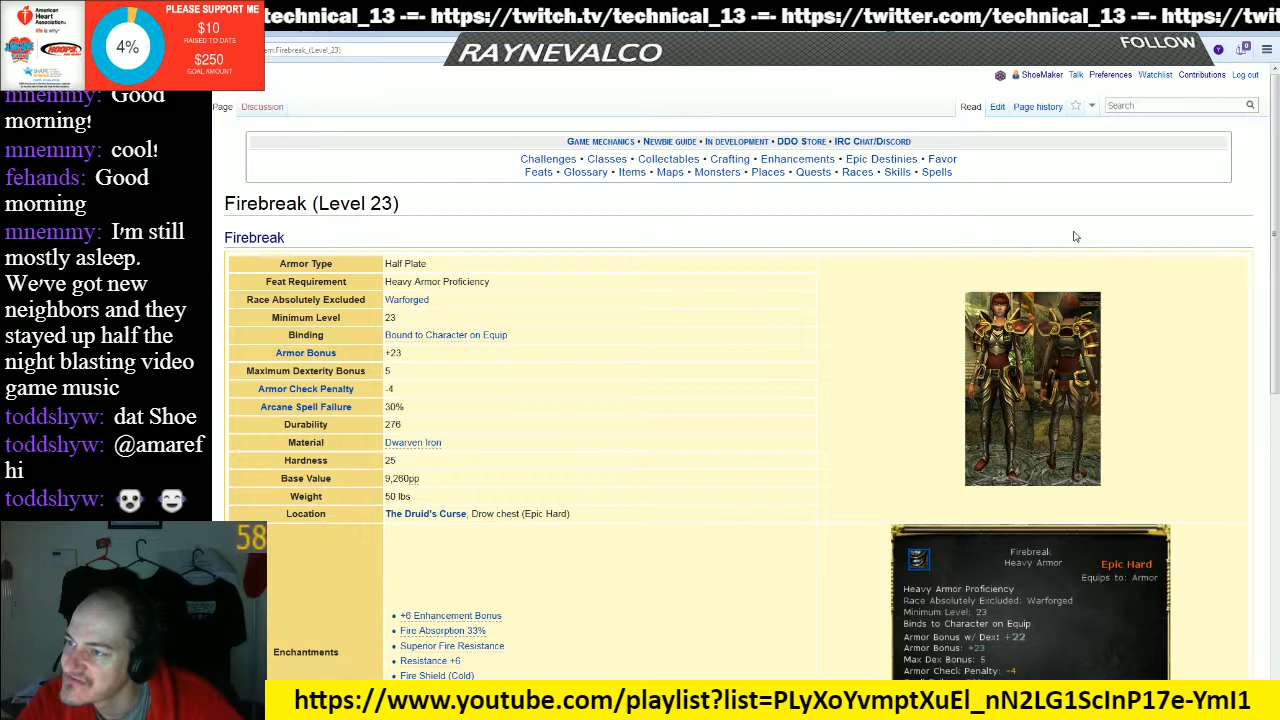 American Heart Association®
life is why™
HOOPS
4%
PLEASE SUPPORT ME
$10
RAISED TO DATE
$250
GOAL AMOUNT
technical_13 -=- https://twitch.tv/technical_13 -=- https://twitter.com/technical_13 -=- https://twi
RAYNEVALCO
FOLLOW
em:Firebreak_(Level_23)
mnemmy: Good morning!
mnemmy: cool!
fehands: Good
morning
mnemmy: I'm still
mostly asleep.
We've got new
neighbors and they
stayed up half the
night blasting video
game music
toddshyw: dat Shoe
toddshyw: @amaref
hi
toddshyw:
58
ShoeMaker Talk Preferences Watchlist Contributions Log out
Page Discussion Read Edit Page history Search
GAME MECHANICS • NEWBIE GUIDE • IN DEVELOPMENT • DDO STORE • IRC CHAT/DISCORD
Challenges • Classes • Collectables • Crafting • Enhancements • Epic Destinies • Favor
Feats • Glossary • Items • Maps • Monsters • Places • Quests • Races • Skills • Spells
Firebreak (Level 23)
Firebreak
Armor Type Half Plate
Feat Requirement Heavy Armor Proficiency
Race Absolutely Excluded Warforged
Minimum Level 23
Binding Bound to Character on Equip
Armor Bonus +23
Maximum Dexterity Bonus 5
Armor Check Penalty -4
Arcane Spell Failure 30%
Durability 276
Material Dwarven Iron
Hardness 25
Base Value 9,260pp
Weight 50 lbs
Location The Druid's Curse, Drow chest (Epic Hard)
Enchantments
• +6 Enhancement Bonus
• Fire Absorption 33%
• Superior Fire Resistance
• Resistance +6
• Fire Shield (Cold)
Firebreak
Heavy Armor
Epic Hard
Equips to: Armor
Heavy Armor Proficiency
Race Absolutely Excluded: Warforged
Minimum Level: 23
Binds to Character on Equip
Armor Bonus w/ Dex: +22
Armor Bonus: +23
Max Dex Bonus: 5
Armor Check Penalty: -4
https://www.youtube.com/playlist?list=PLyXoYvmptXuEl_nN2LG1ScInP17e-YmI1